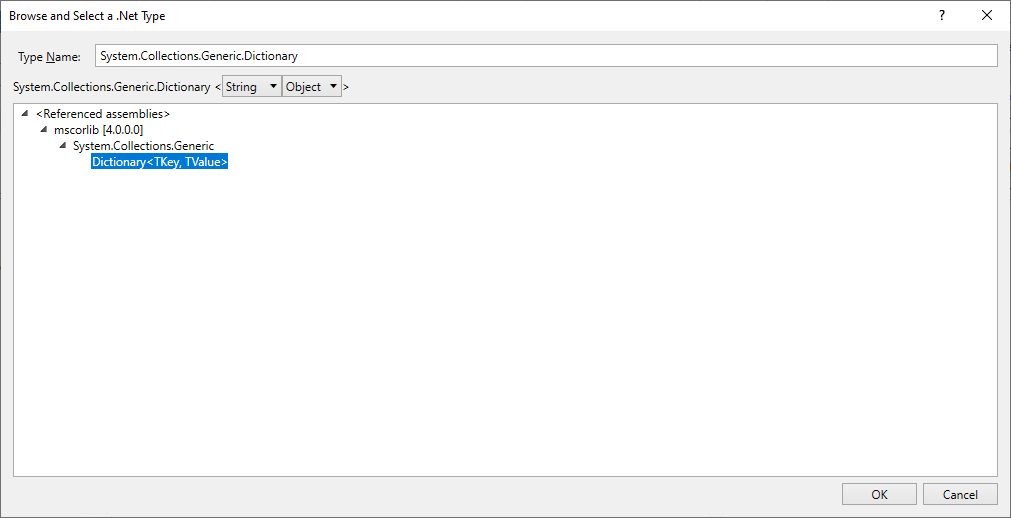 Browse and Select a .Net Type
?
Type Name: System.Collections.Generic.Dictionary
System.Collections.Generic.Dictionary < String Object >
<Referenced assemblies>
mscorlib [4.0.0.0]
System.Collections.Generic
Dictionary<TKey, TValue>
OK Cancel